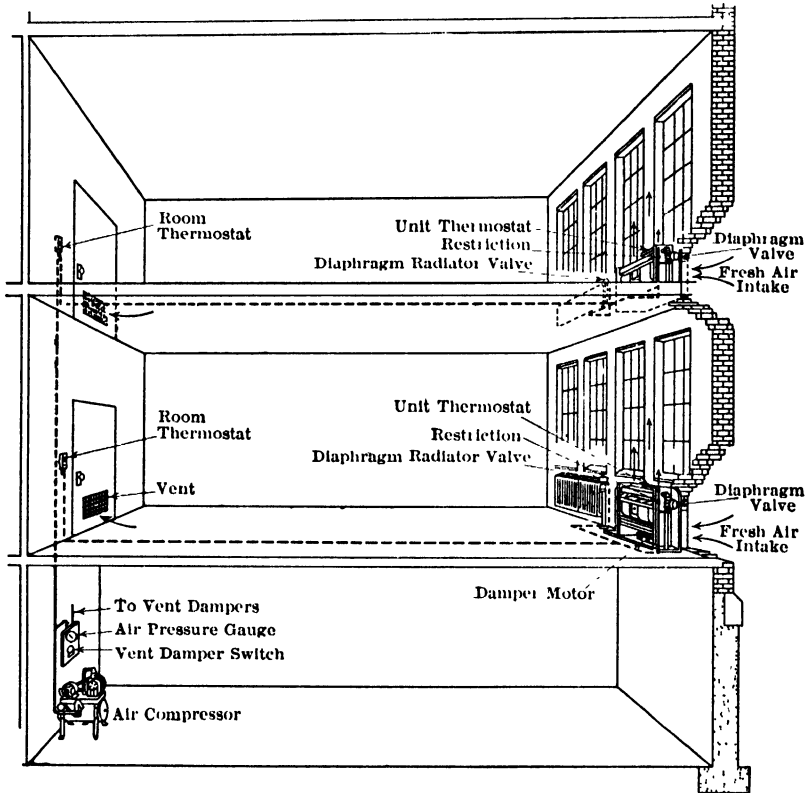 Room
Thermostat
Unit Thermostat
Restriction
Diaphragm Radiator Valve
Diaphragm
Valve
Fresh Air
Intake
Room
Thermostat
Vent
Unit Thermostat
Restriction
Diaphragm Radiator Valve
Diaphragm
Valve
Fresh Air
Intake
Damper Motor
To Vent Dampers
Air Pressure Gauge
Vent Damper Switch
Air Compressor